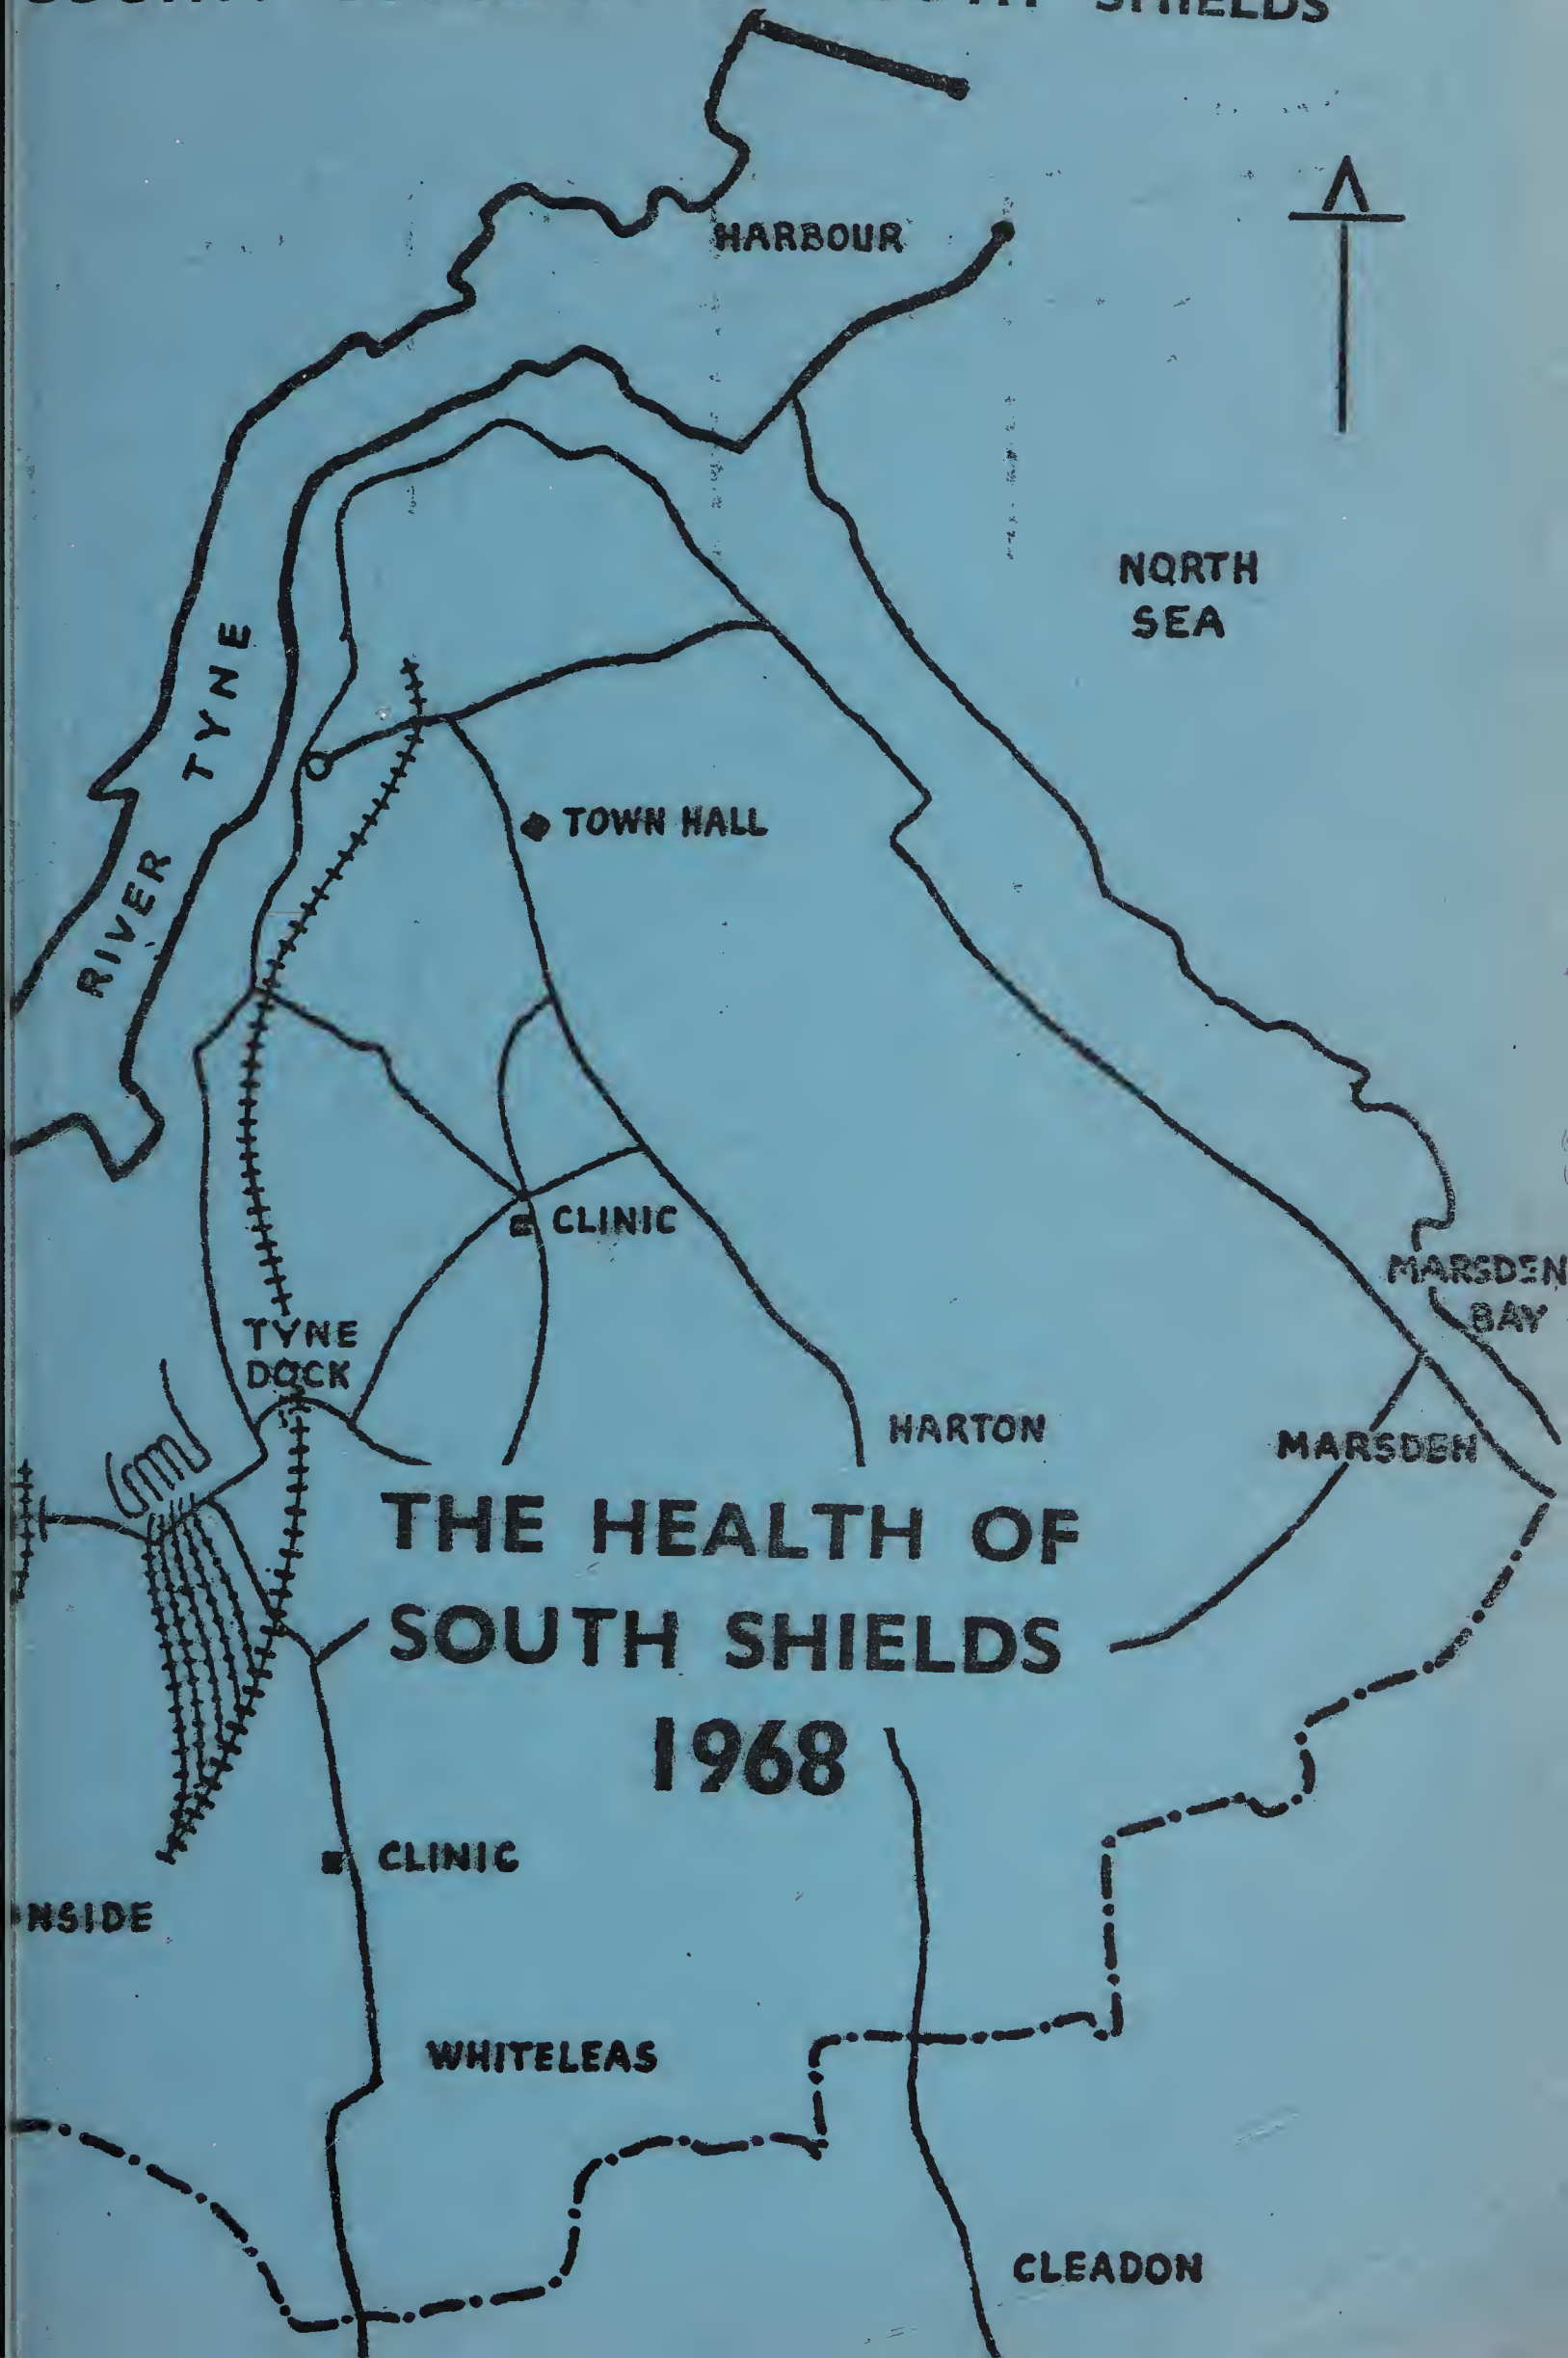 SHIELDS
HARBOUR
NORTH
SEA
RIVER TYNE
TOWN HALL
CLINIC
MARSDEN
BAY
TYNE
DOCK
HARTON
MARSDEN
THE HEALTH OF
SOUTH SHIELDS
1968
CLINIC
NSIDE
WHITELEAS
CLEADON